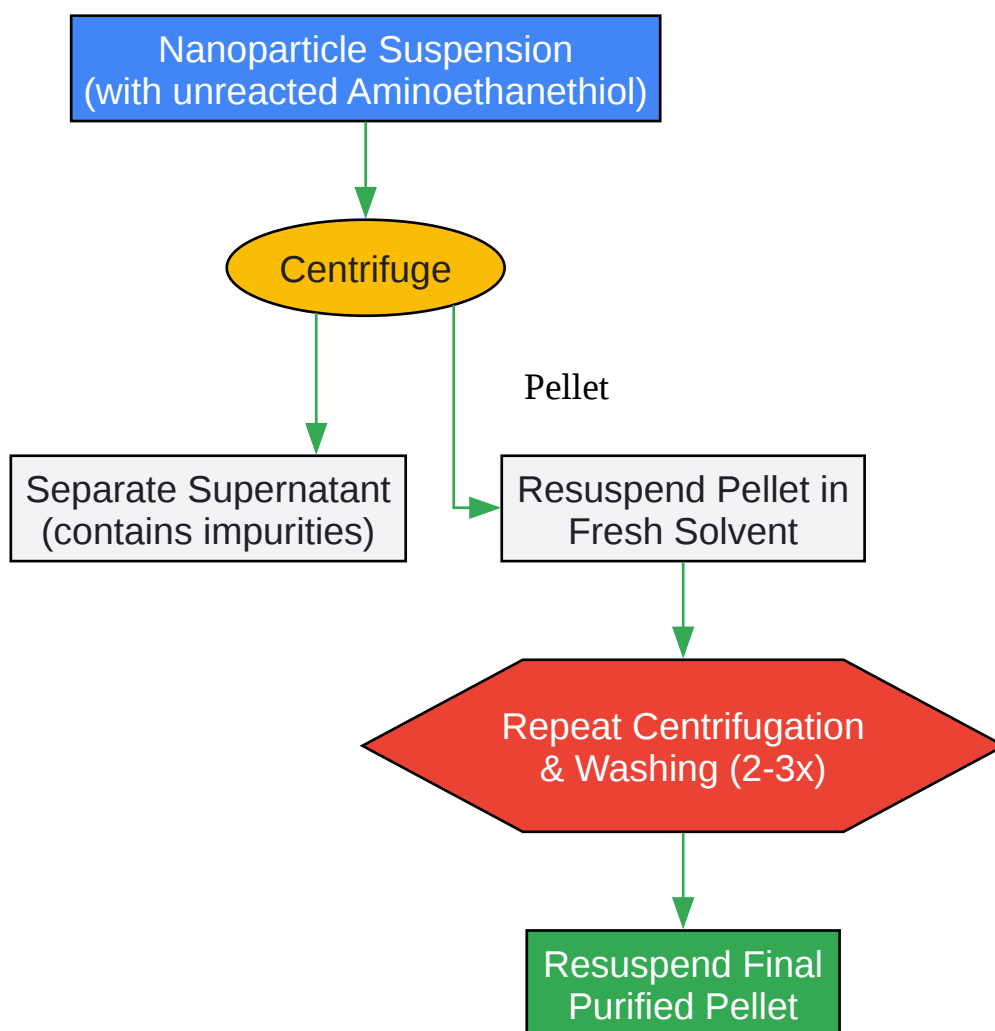 Nanoparticle Suspension
(with unreacted Aminoethanethiol)
Centrifuge
Pellet
Separate Supernatant
(contains impurities)
Resuspend Pellet in
Fresh Solvent
Repeat Centrifugation
& Washing (2-3x)
Resuspend Final
Purified Pellet